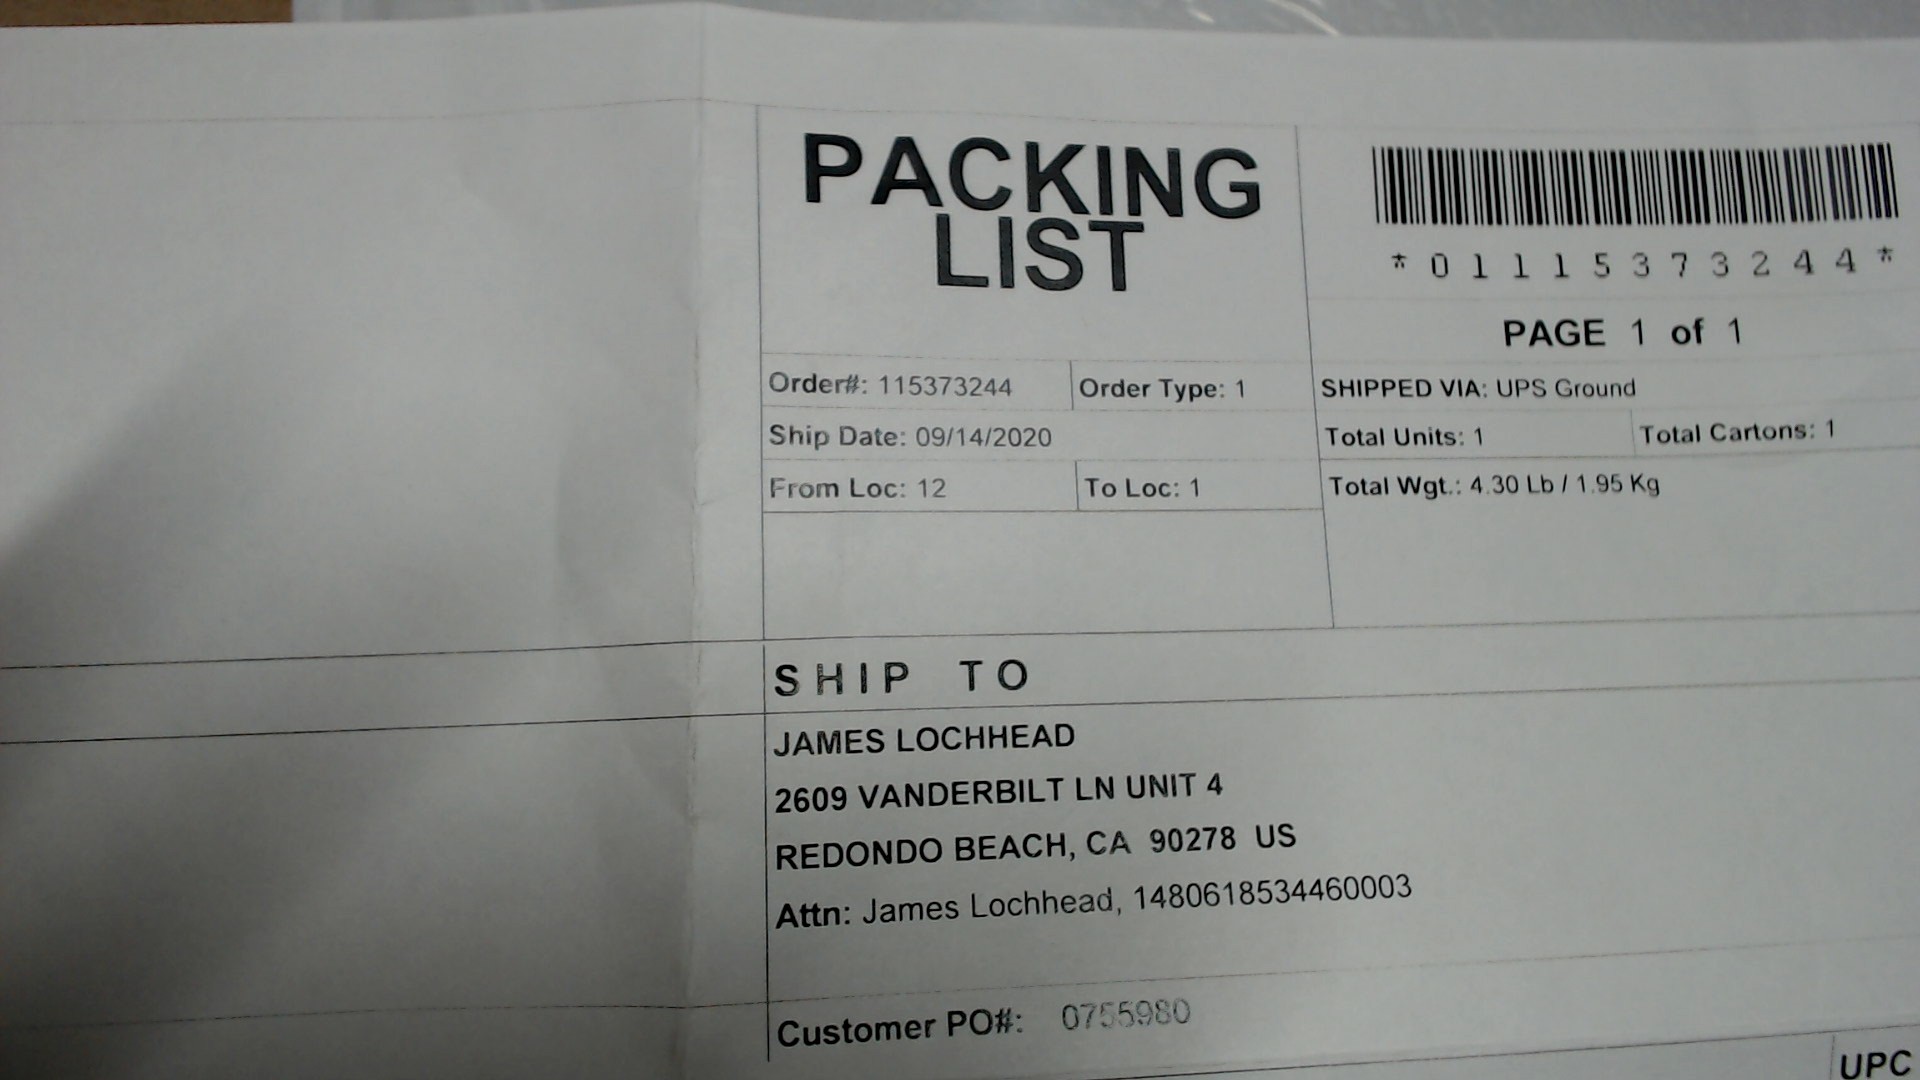 PACKING
LIST
*01115373244*
PAGE 1 of 1
Order#: 115373244
Order Type: 1
SHIPPED VIA: UPS Ground
Ship Date: 09/14/2020
Total Units: 1
Total Cartons: 1
From Loc: 12
To Loc: 1
Total Wgt.: 4.30 Lb / 1.95 Kg
SHIP TO
JAMES LOCHHEAD
2609 VANDERBILT LN UNIT 4
REDONDO BEACH, CA 90278 US
Attn: James Lochhead, 1480618534460003
Customer PO#: 0755980
UPC